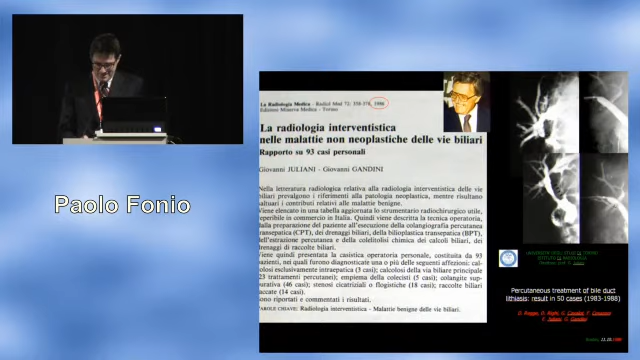 La Radiologia Medica - Radiol Med 72: 358-376, 1986
Edizioni Minerva Medica - Torino
La radiologia interventistica
nelle malattie non neoplastiche delle vie biliari
Rapporto su 93 casi personali
Giovanni JULIANI - Giovanni GANDINI
Nella letteratura radiologica relativa alla radiologia interventistica delle vie
biliari prevalgono i riferimenti alla patologia neoplastica, mentre risultano
saltuari i contributi relativi alle malattie benigne.
Viene elencato in una tabella aggiornata lo strumentario radiochirurgico utile,
reperibile in commercio in Italia. Quindi viene descritta la tecnica operatoria,
dalla preparazione del paziente all'esecuzione della colangiografia percutanea
transepatica (CPT), dei drenaggi biliari, della bilioplastica transepatica (BPT),
dell'estrazione percutanea e della colelitolisi chimica dei calcoli biliari, dei
drenaggi di raccolte biliari.
Viene quindi presentata la casistica operatoria personale, costituita da 93
pazienti, nei quali furono diagnosticate una o più delle seguenti affezioni: cal-
colosi esclusivamente intraepatica (3 casi); calcolosi della via biliare principale
(23 trattamenti percutanei); empiema della colecisti (5 casi); colangite sup-
purativa (46 casi); stenosi cicatriziali o flogistiche (18 casi); raccolte biliari
saccate (14 casi).
Sono riportati e commentati i risultati.
PAROLE CHIAVE: Radiologia interventistica - Malattie benigne delle vie biliari.
Paolo Fonio
Percutaneous treatment of bile duct
lithiasis: result in 50 cases (1983-1988)